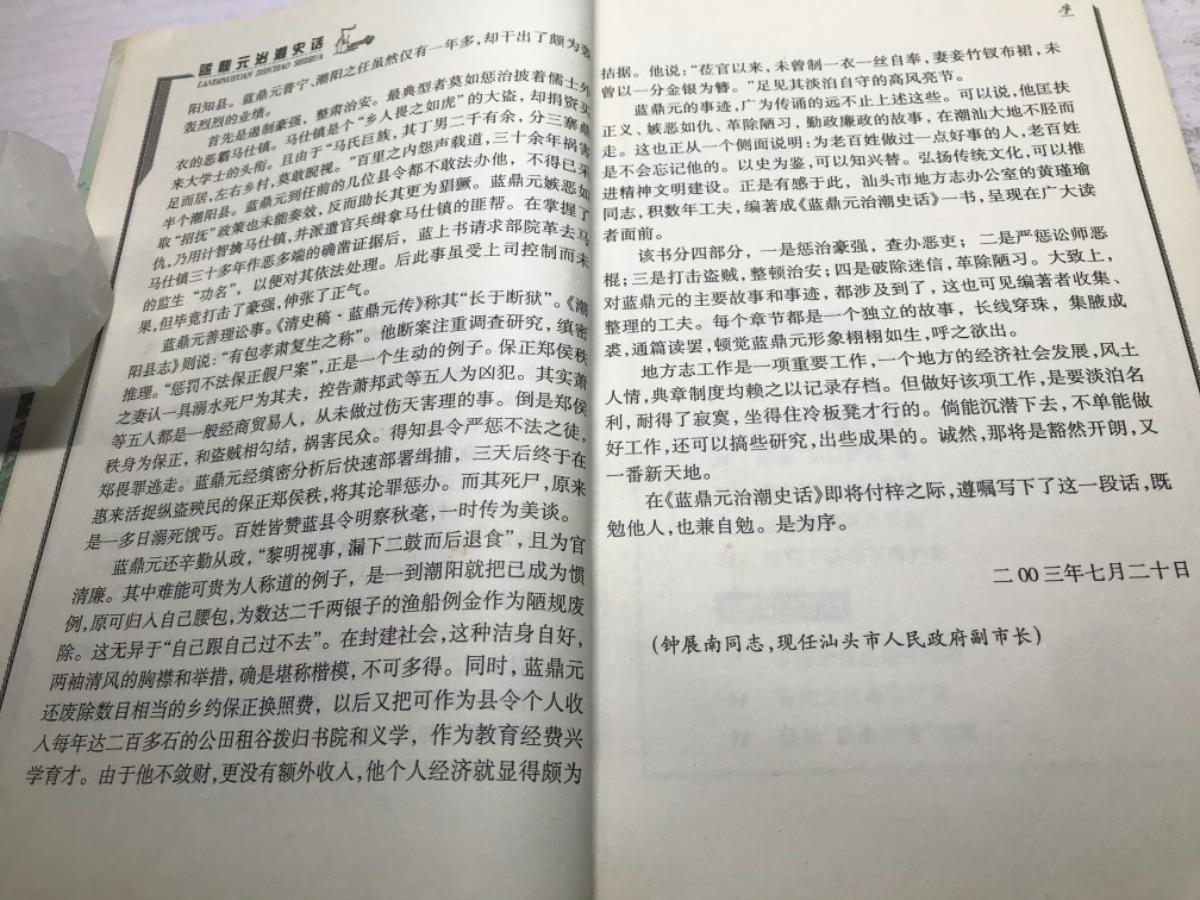 蓝鼎元治潮史话
LANDINGYUAN ZHICHAO SHIHUA
阳知县。蓝鼎元普宁、潮阳之任虽然仅有一年多，却干出了颇为轰
轰烈烈的业绩。
首先是遏制豪强，整肃治安。最典型者莫如惩治披着儒士外
衣的恶霸马仕镇。马仕镇是个“乡人畏之如虎”的大盗，却捐资买
来大学士的头衔。且由于“马氏巨族，其丁男二千有余，分三寨鼎
足而居，左右乡村，莫敢睨视。”百里之内怨声载道，三十余年祸害
半个潮阳县。蓝鼎元到任前的几位县令都不敢法办他，不得已采
取“招抚”政策也未能奏效，反而助长其更为猖獗。蓝鼎元嫉恶如
仇，乃用计智擒马仕镇，并派遣官兵缉拿马仕镇的匪帮。在掌握了
马仕镇三十多年作恶多端的确凿证据后，蓝上书请求部院革去马
的监生“功名”，以便对其依法处理。后此事虽受上司控制而未
果，但毕竟打击了豪强，伸张了正气。
蓝鼎元善理讼事。《清史稿·蓝鼎元传》称其“长于断狱”。《潮
阳县志》则说：“有包孝肃复生之称”。他断案注重调查研究，缜密
推理。“惩罚不法保正假尸案”，正是一个生动的例子。保正郑侯秩
之妻认一具溺水死尸为其夫，控告萧邦武等五人为凶犯。其实萧
等五人都是一般经商贸易人，从未做过伤天害理的事。倒是郑侯
秩身为保正，和盗贼相勾结，祸害民众。得知县令严惩不法之徒，
郑畏罪逃走。蓝鼎元经缜密分析后快速部署缉捕，三天后终于在
惠来活捉纵盗殃民的保正郑侯秩，将其论罪惩办。而其死尸，原来
是一多日溺死饿丐。百姓皆赞蓝县令明察秋毫，一时传为美谈。
蓝鼎元还辛勤从政，“黎明视事，漏下二鼓而后退食”，且为官
清廉。其中难能可贵为人称道的例子，是一到潮阳就把已成为惯
例，原可归入自己腰包，为数达二千两银子的渔船例金作为陋规废
除。这无异于“自己跟自己过不去”。在封建社会，这种洁身自好，
两袖清风的胸襟和举措，确是堪称楷模，不可多得。同时，蓝鼎元
还废除数目相当的乡约保正换照费，以后又把可作为县令个人收
入每年达二百多石的公田租谷拨归书院和义学，作为教育经费兴
学育才。由于他不敛财，更没有额外收入，他个人经济就显得颇为
序
拮据。他说：“莅官以来，未曾制一衣一丝自奉，妻妾竹钗布裙，未
曾以一分金银为簪。”足见其淡泊自守的高风亮节。
蓝鼎元的事迹，广为传诵的远不止上述这些。可以说，他匡扶
正义、嫉恶如仇、革除陋习，勤政廉政的故事，在潮汕大地不胫而
走。这也正从一个侧面说明：为老百姓做过一点好事的人，老百姓
是不会忘记他的。以史为鉴，可以知兴替。弘扬传统文化，可以推
进精神文明建设。正是有感于此，汕头市地方志办公室的黄瑾瑜
同志，积数年工夫，编著成《蓝鼎元治潮史话》一书，呈现在广大读
者面前。
该书分四部分，一是惩治豪强，查办恶吏；二是严惩讼师恶
棍；三是打击盗贼，整顿治安；四是破除迷信，革除陋习。大致上，
对蓝鼎元的主要故事和事迹，都涉及到了，这也可见编著者收集、
整理的工夫。每个章节都是一个独立的故事，长线穿珠，集腋成
裘，通篇读罢，顿觉蓝鼎元形象栩栩如生，呼之欲出。
地方志工作是一项重要工作，一个地方的经济社会发展，风土
人情，典章制度均赖之以记录存档。但做好该项工作，是要淡泊名
利，耐得了寂寞，坐得住冷板凳才行的。倘能沉潜下去，不单能做
好工作，还可以搞些研究，出些成果的。诚然，那将是豁然开朗，又
一番新天地。
在《蓝鼎元治潮史话》即将付梓之际，遵嘱写下了这一段话，既
勉他人，也兼自勉。是为序。
二00三年七月二十日
（钟展南同志，现任汕头市人民政府副市长）